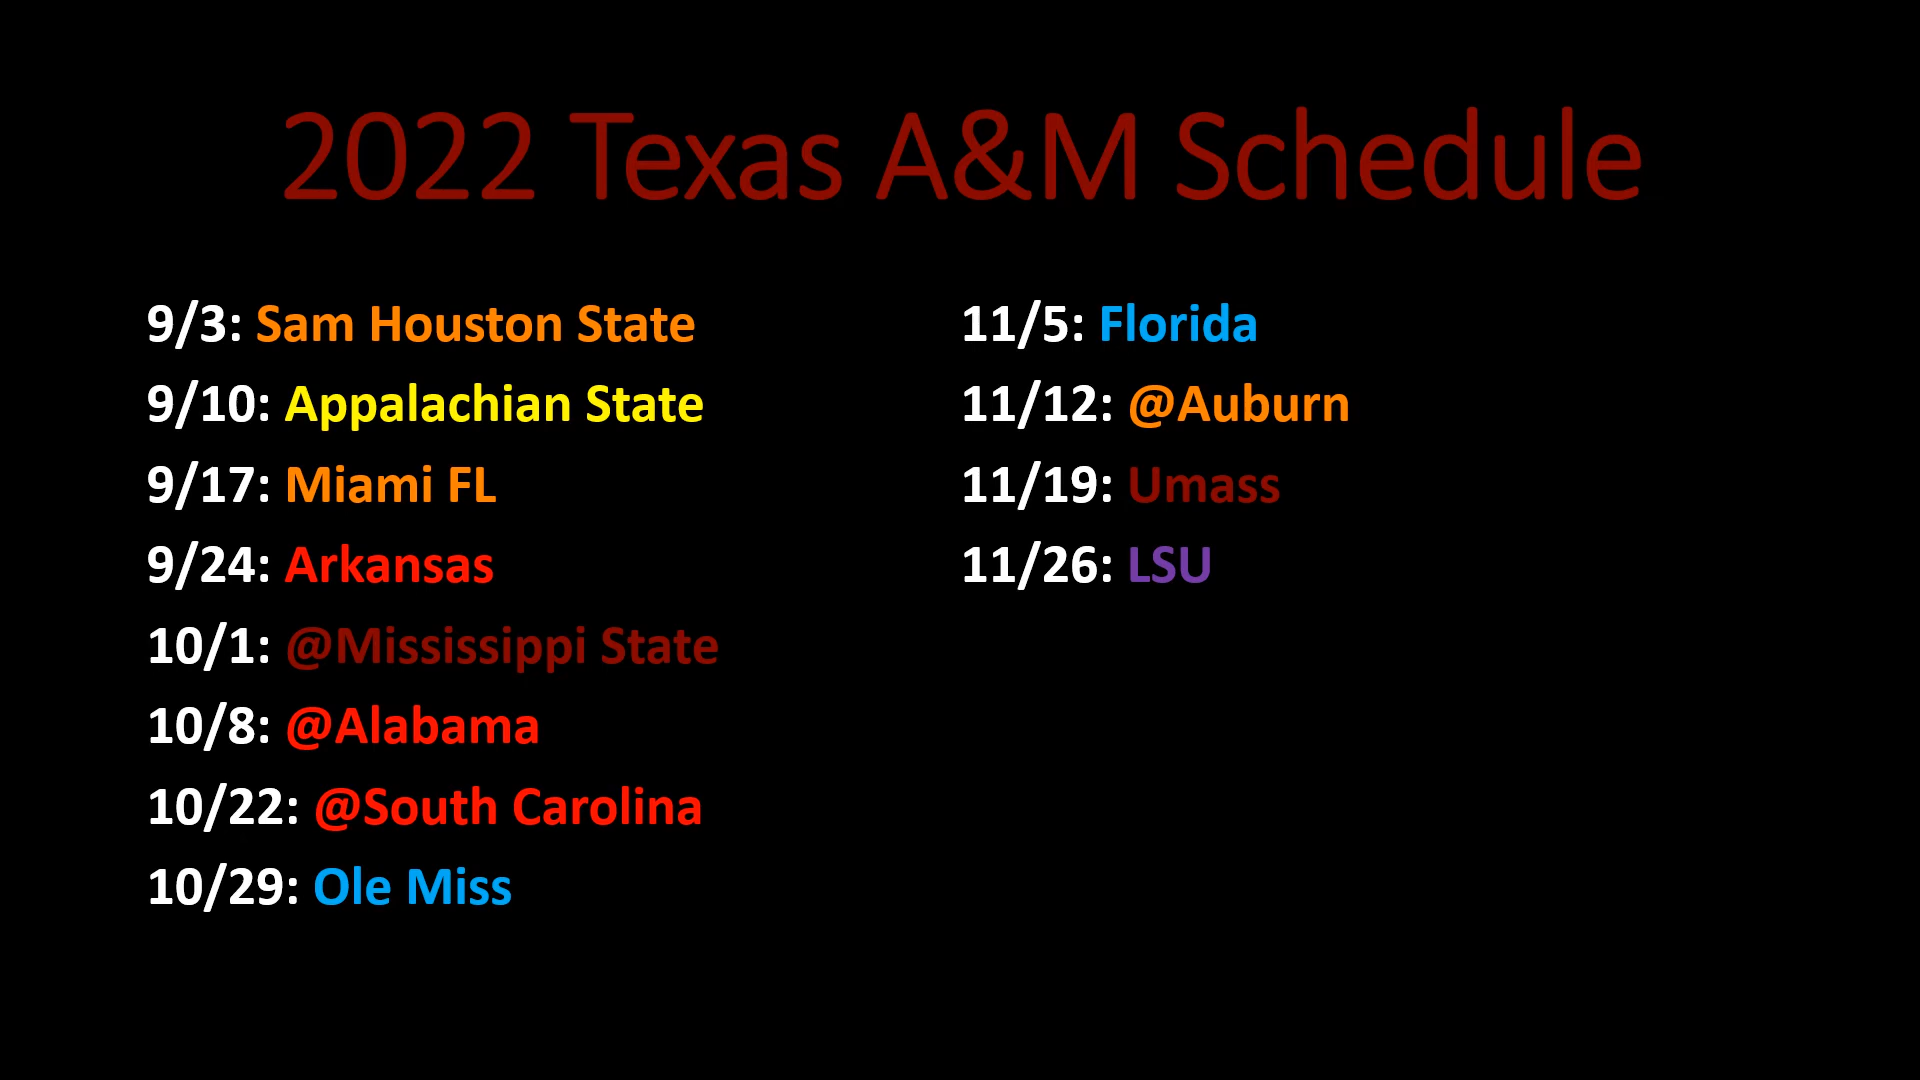 2022 Texas A&M Schedule
9/3: Sam Houston State
9/10: Appalachian State
9/17: Miami FL
9/24: Arkansas
10/1: @Mississippi State
10/8: @Alabama
10/22: @South Carolina
10/29: Ole Miss
11/5: Florida
11/12: @Auburn
11/19: Umass
11/26: LSU